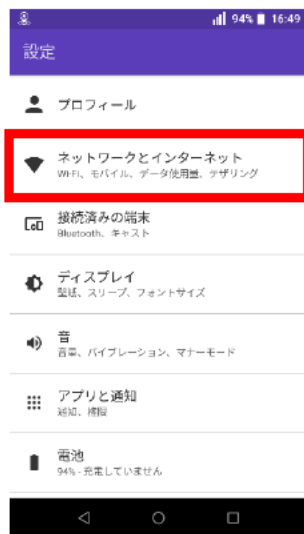 94% 16:49
設定
プロフィール
ネットワークとインターネット
Wi-Fi、モバイル、データ使用量、テザリング
接続済みの端末
Bluetooth、キャスト
ディスプレイ
壁紙、スリープ、フォントサイズ
音
音量、バイブレーション、マナーモード
アプリと通知
通知、権限
電池
94% - 充電していません